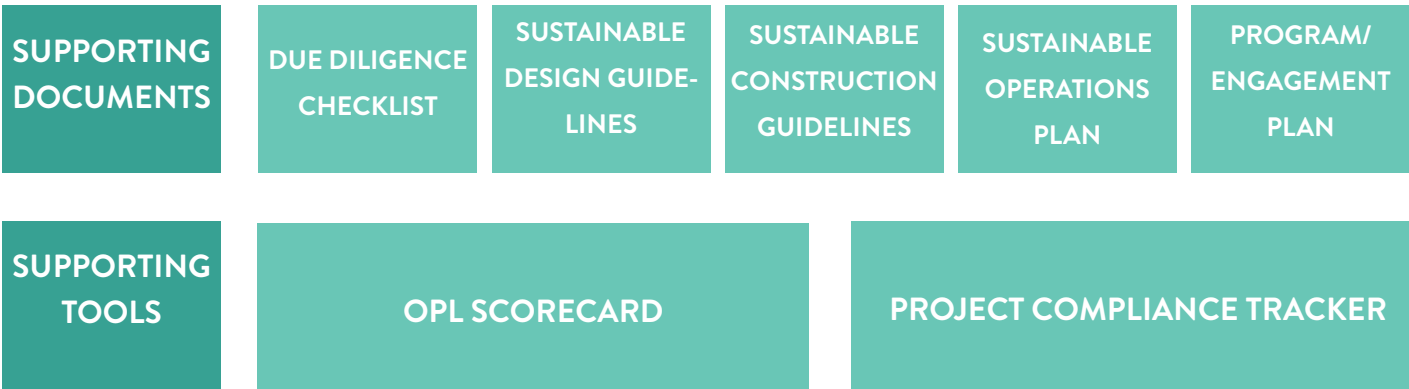 SUPPORTING
DOCUMENTS
DUE DILIGENCE
CHECKLIST
SUSTAINABLE
DESIGN GUIDE-
LINES
SUSTAINABLE
CONSTRUCTION
GUIDELINES
SUSTAINABLE
OPERATIONS
PLAN
PROGRAM/
ENGAGEMENT
PLAN
SUPPORTING
TOOLS
OPL SCORECARD
PROJECT COMPLIANCE TRACKER